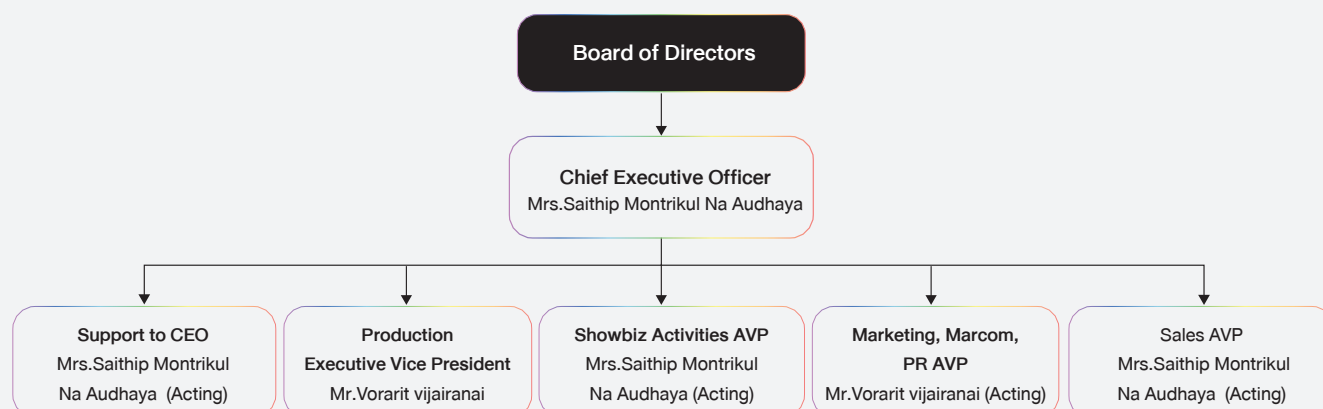 Board of Directors
Chief Executive Officer
Mrs.Saithip Montrikul Na Audhaya
Support to CEO
Mrs.Saithip Montrikul
Na Audhaya (Acting)
Production
Executive Vice President
Mr.Vorarit vijairanai
Showbiz Activities AVP
Mrs.Saithip Montrikul
Na Audhaya (Acting)
Marketing, Marcom,
PR AVP
Mr.Vorarit vijairanai (Acting)
Sales AVP
Mrs.Saithip Montrikul
Na Audhaya (Acting)